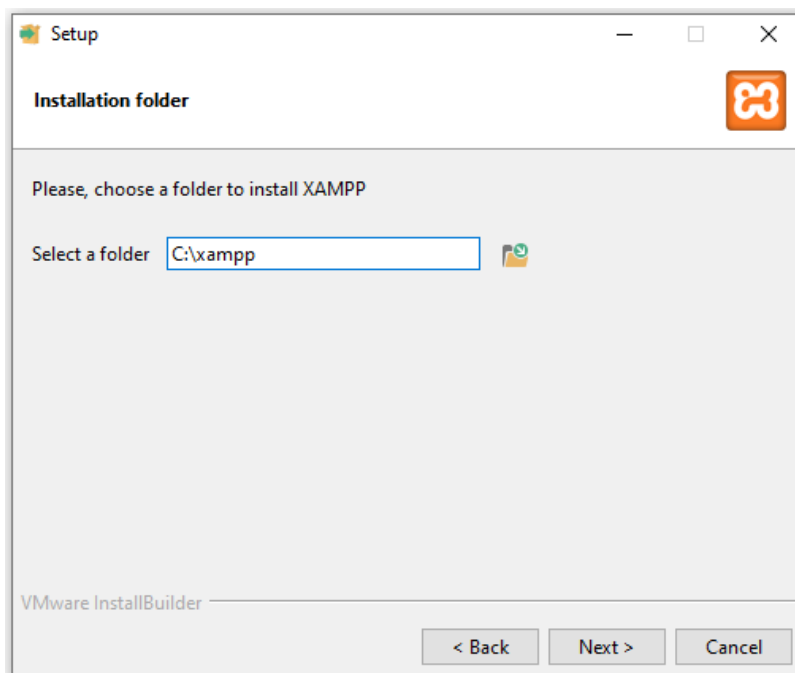 Setup
Installation folder
Please, choose a folder to install XAMPP
Select a folder C:\xampp
VMware InstallBuilder
< Back Next > Cancel